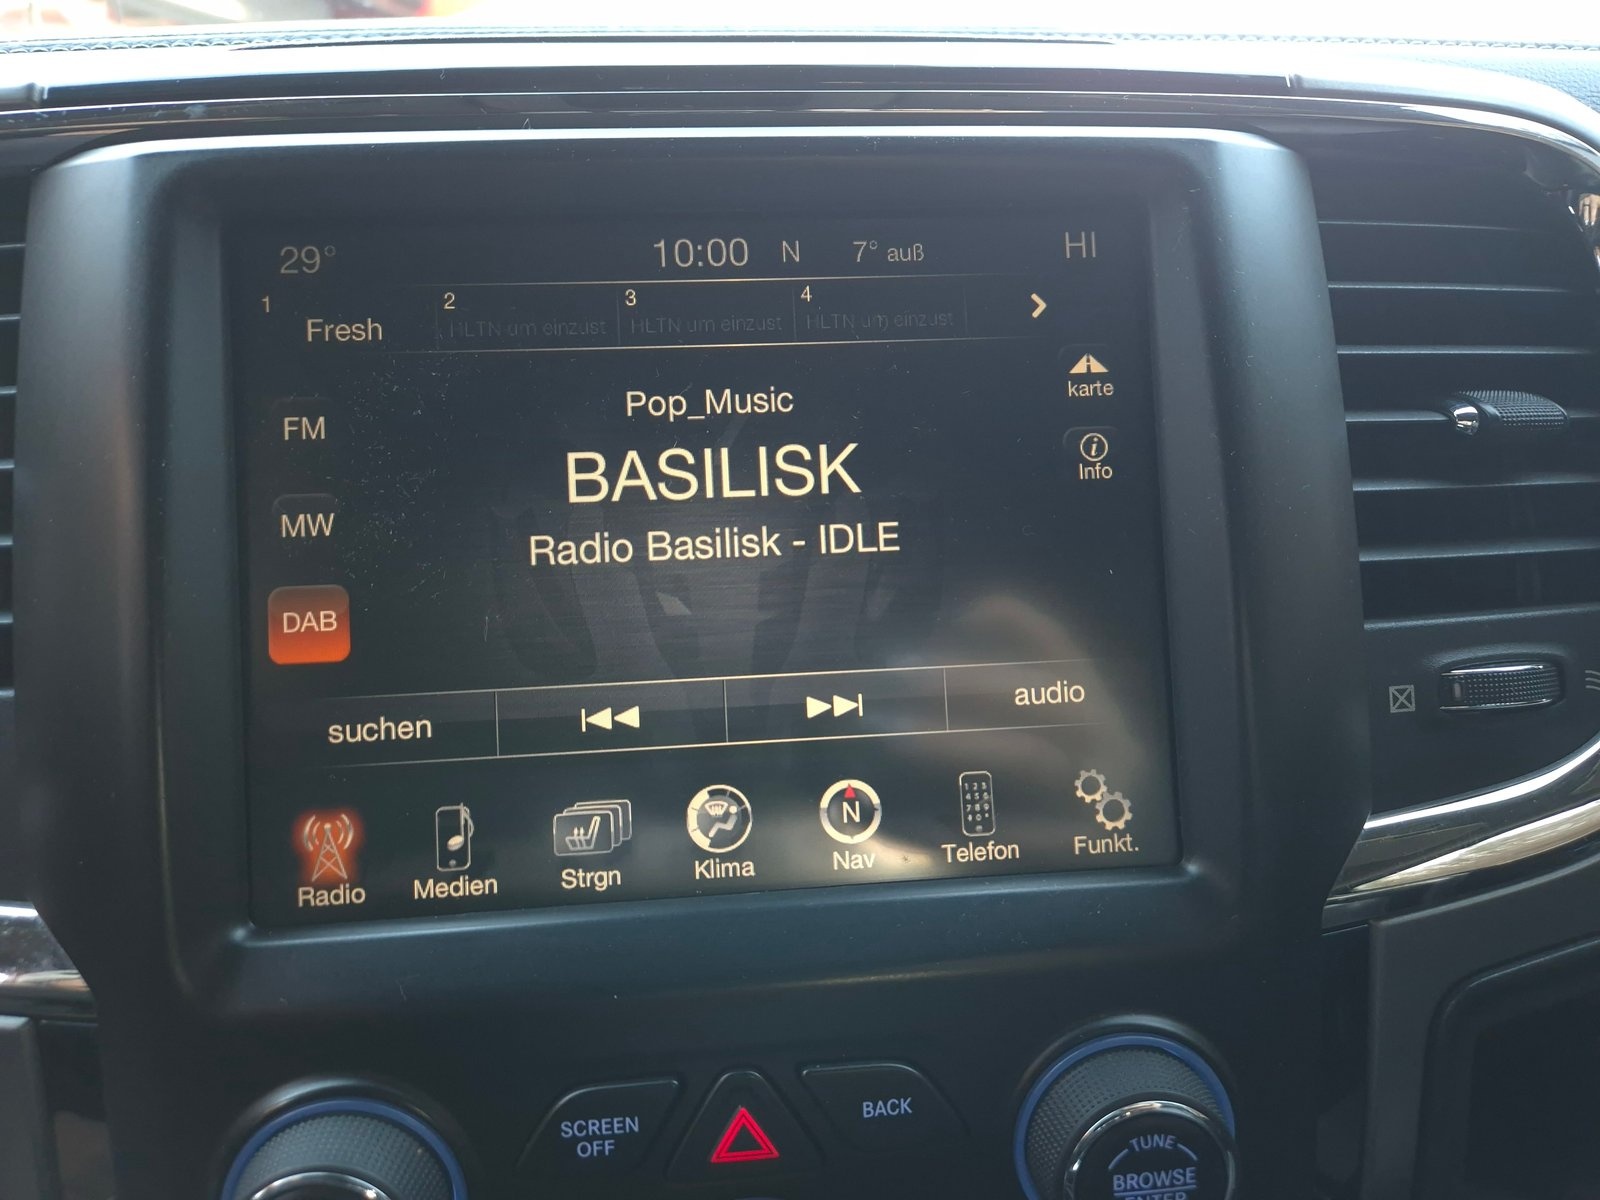 29° 10:00 N 7° auß HI
1 Fresh 2 HLTN um einzust 3 HLTN um einzust 4 HLTN um einzust
karte
Pop_Music
FM
BASILISK
Info
MW
Radio Basilisk - IDLE
DAB
suchen audio
Radio Medien Strgn Klima N Nav Telefon Funkt.
SCREEN OFF
BACK
TUNE
BROWSE
ENTER